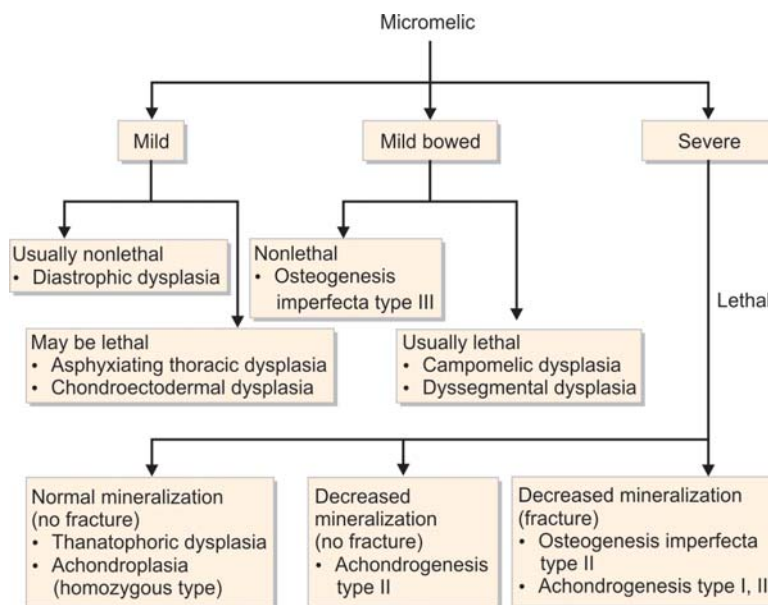 Micromelic
Mild
Mild bowed
Severe
Usually nonlethal
• Diastrophic dysplasia
Nonlethal
• Osteogenesis
imperfecta type III
Lethal
May be lethal
• Asphyxiating thoracic dysplasia
• Chondroectodermal dysplasia
Usually lethal
• Campomelic dysplasia
• Dyssegmental dysplasia
Normal mineralization
(no fracture)
• Thanatophoric dysplasia
• Achondroplasia
(homozygous type)
Decreased
mineralization
(no fracture)
• Achondrogenesis
type II
Decreased mineralization
(fracture)
• Osteogenesis imperfecta
type II
• Achondrogenesis type I, II